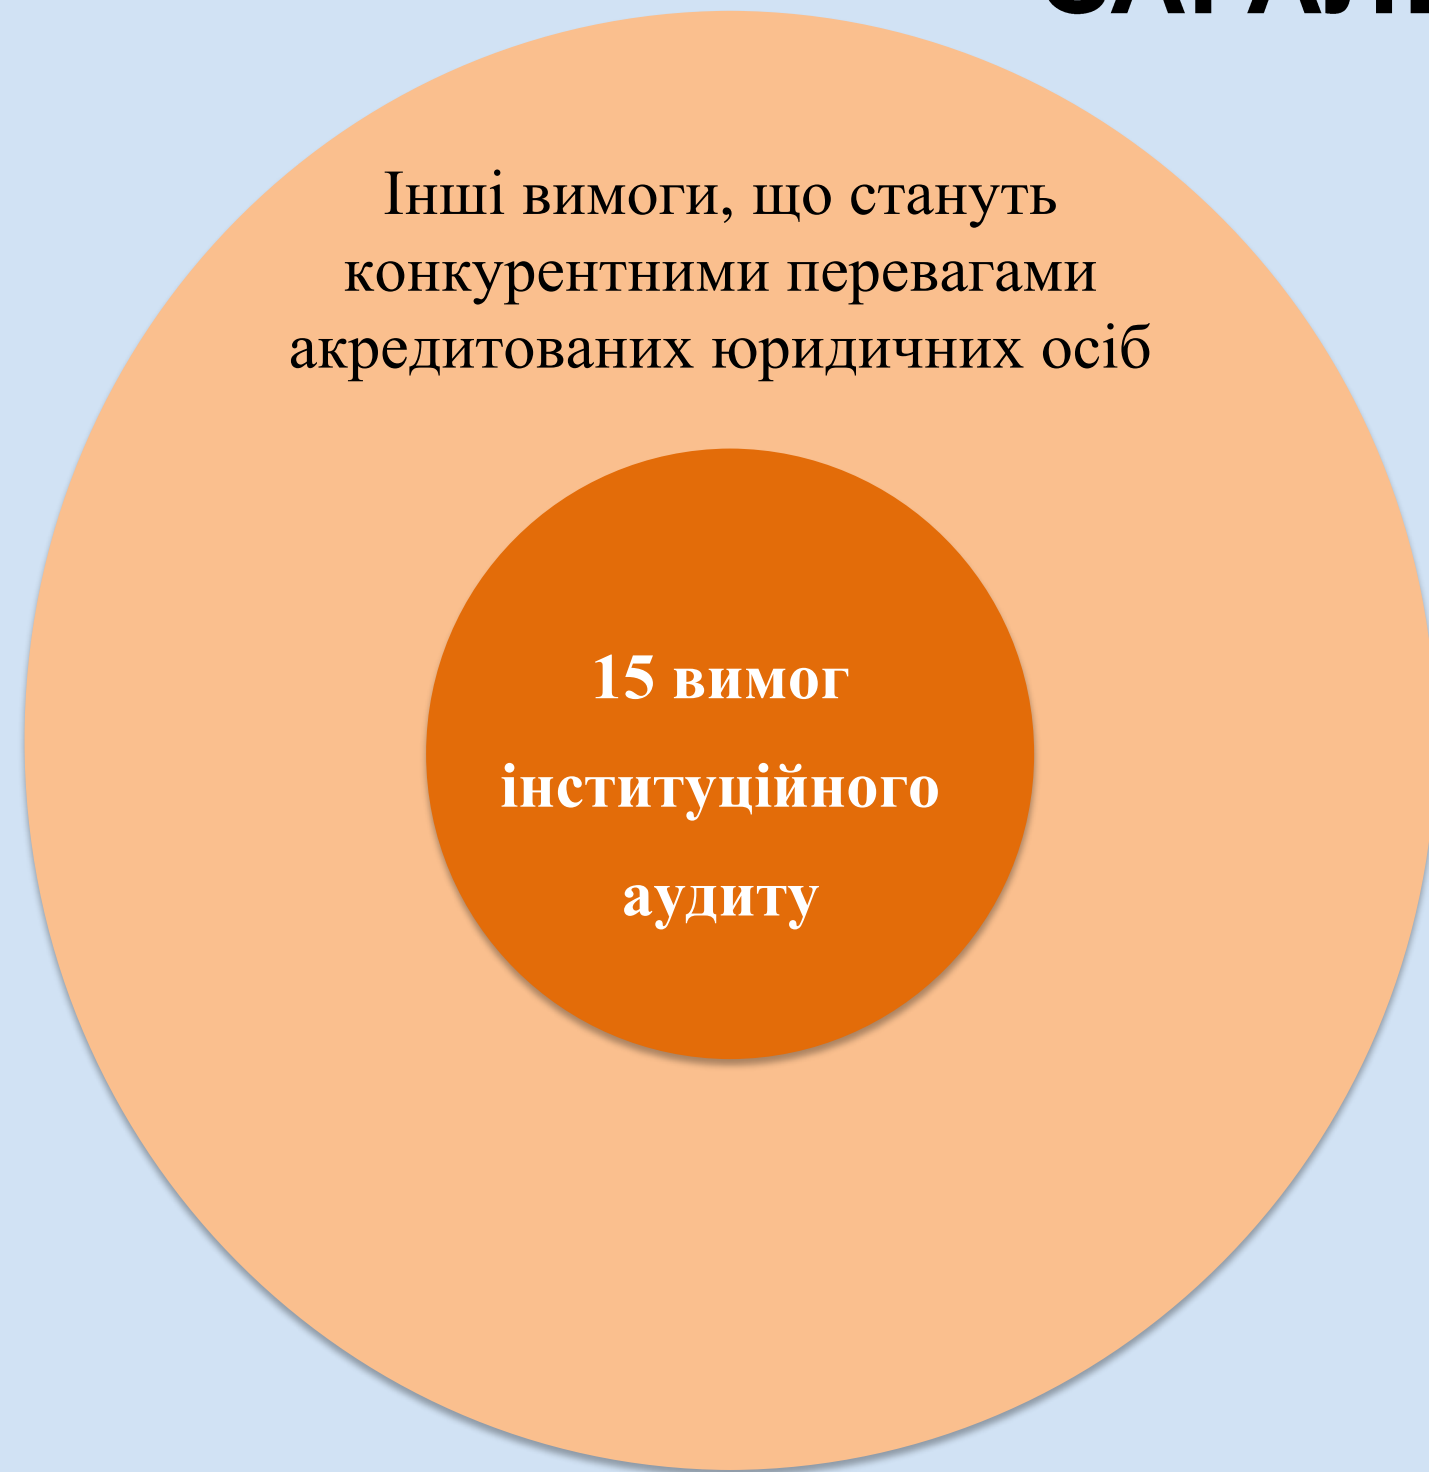 Інші вимоги, що стануть
конкурентними перевагами
акредитованих юридичних осіб
15 вимог
інституційного
аудиту